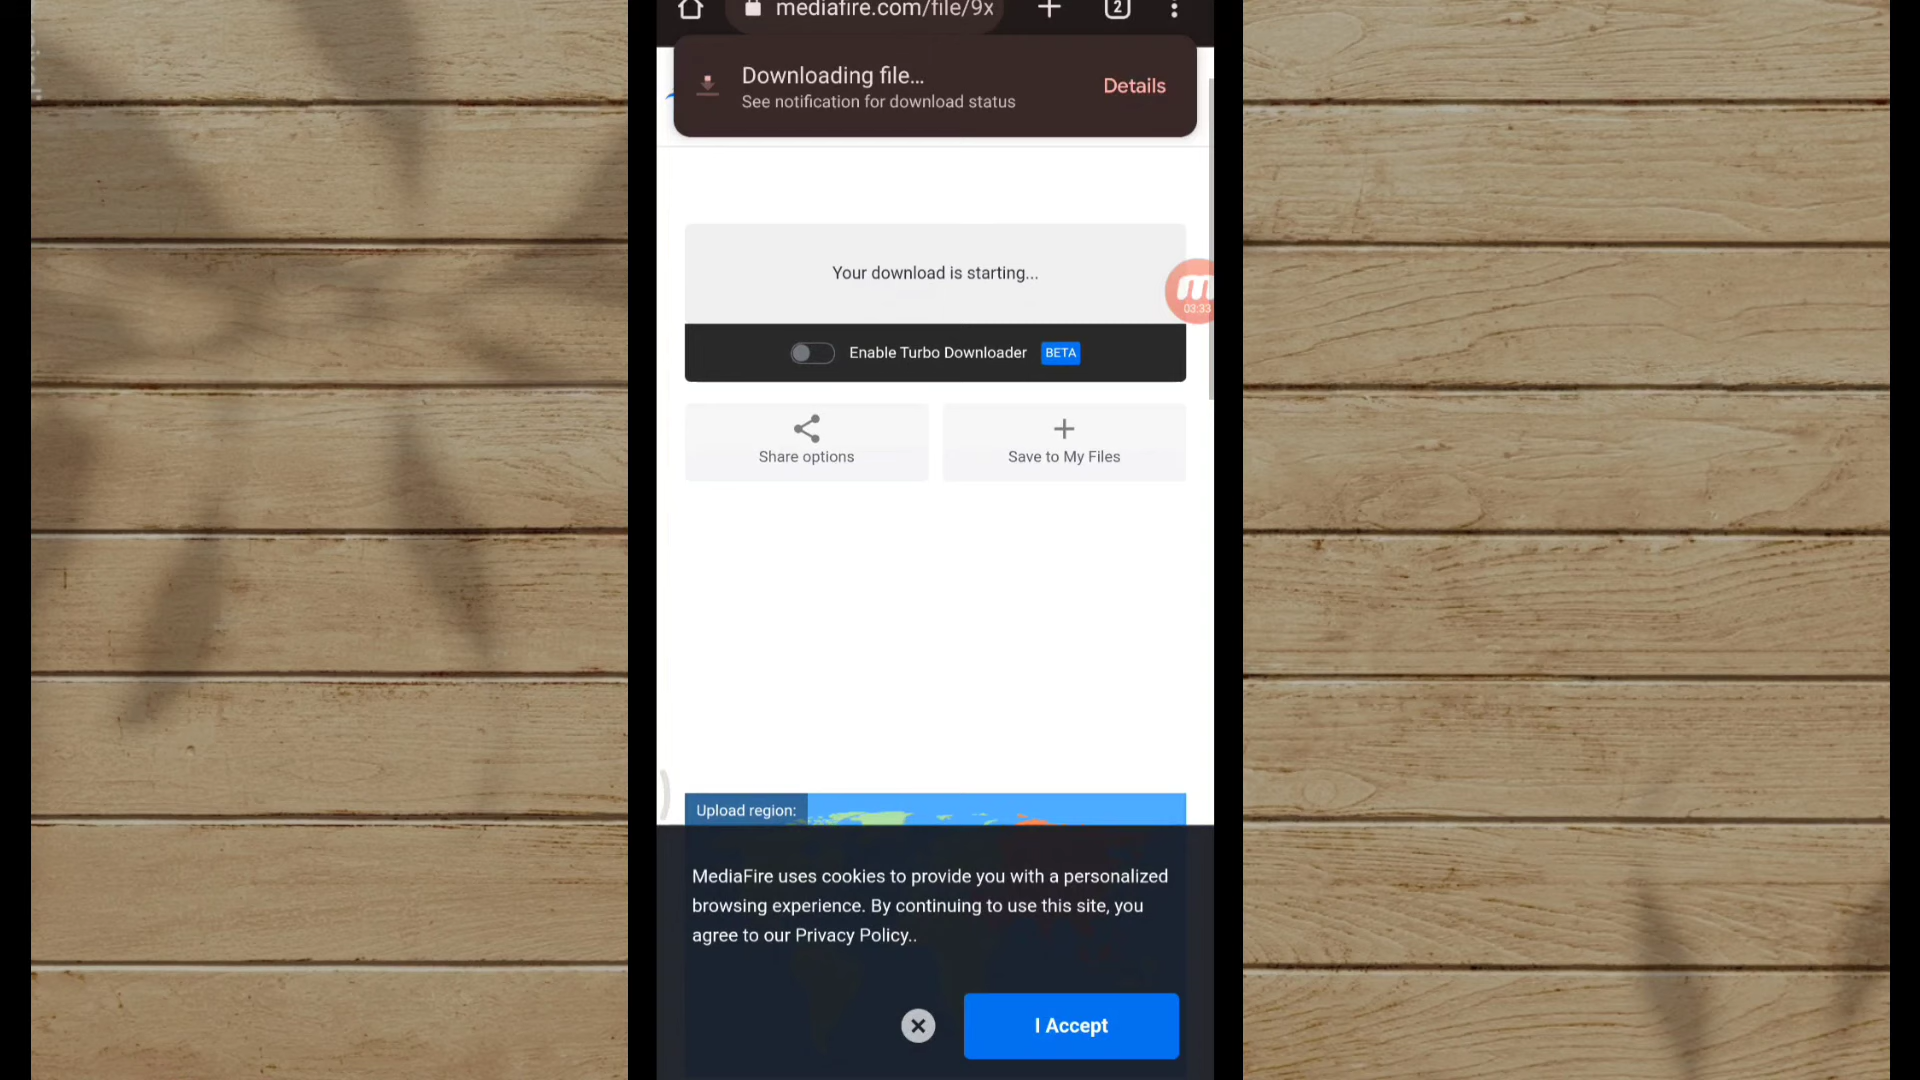 mediafire.com/file/9x
2
Downloading file...
See notification for download status
Details
Your download is starting...
m
03:33
Enable Turbo Downloader
BETA
Share options
Save to My Files
Upload region:
MediaFire uses cookies to provide you with a personalized
browsing experience. By continuing to use this site, you
agree to our Privacy Policy..
I Accept